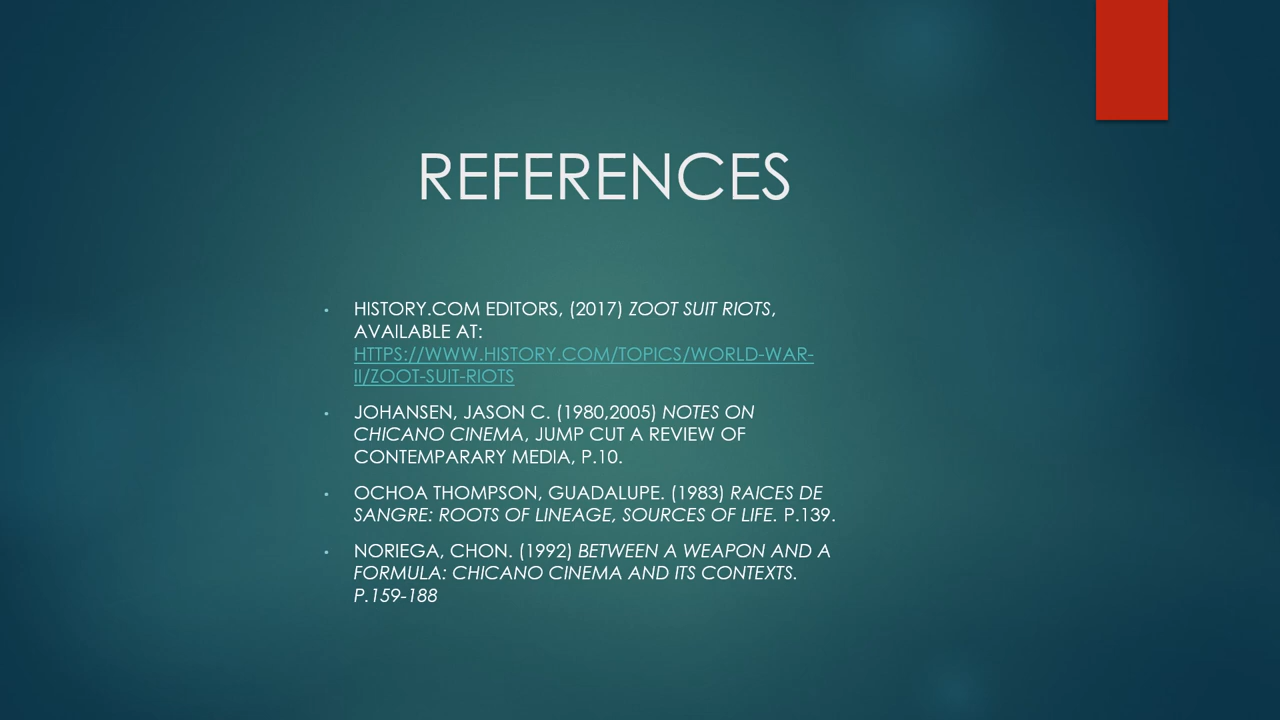 REFERENCES
• HISTORY.COM EDITORS, (2017) ZOOT SUIT RIOTS,
AVAILABLE AT:
HTTPS://WWW.HISTORY.COM/TOPICS/WORLD-WAR-
II/ZOOT-SUIT-RIOTS
• JOHANSEN, JASON C. (1980,2005) NOTES ON
CHICANO CINEMA, JUMP CUT A REVIEW OF
CONTEMPARARY MEDIA, P.10.
• OCHOA THOMPSON, GUADALUPE. (1983) RAICES DE
SANGRE: ROOTS OF LINEAGE, SOURCES OF LIFE. P.139.
• NORIEGA, CHON. (1992) BETWEEN A WEAPON AND A
FORMULA: CHICANO CINEMA AND ITS CONTEXTS.
P.159-188